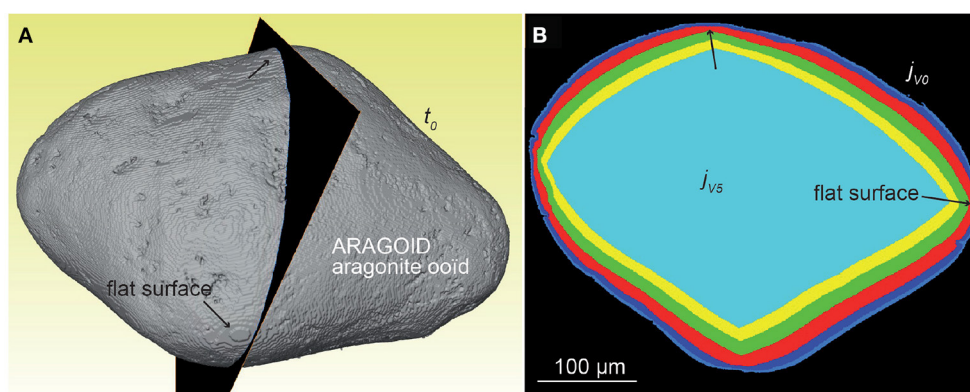 A
t0
ARAGOID
aragonite ooïd
flat surface
B
jV0
jV5
flat surface
100 µm